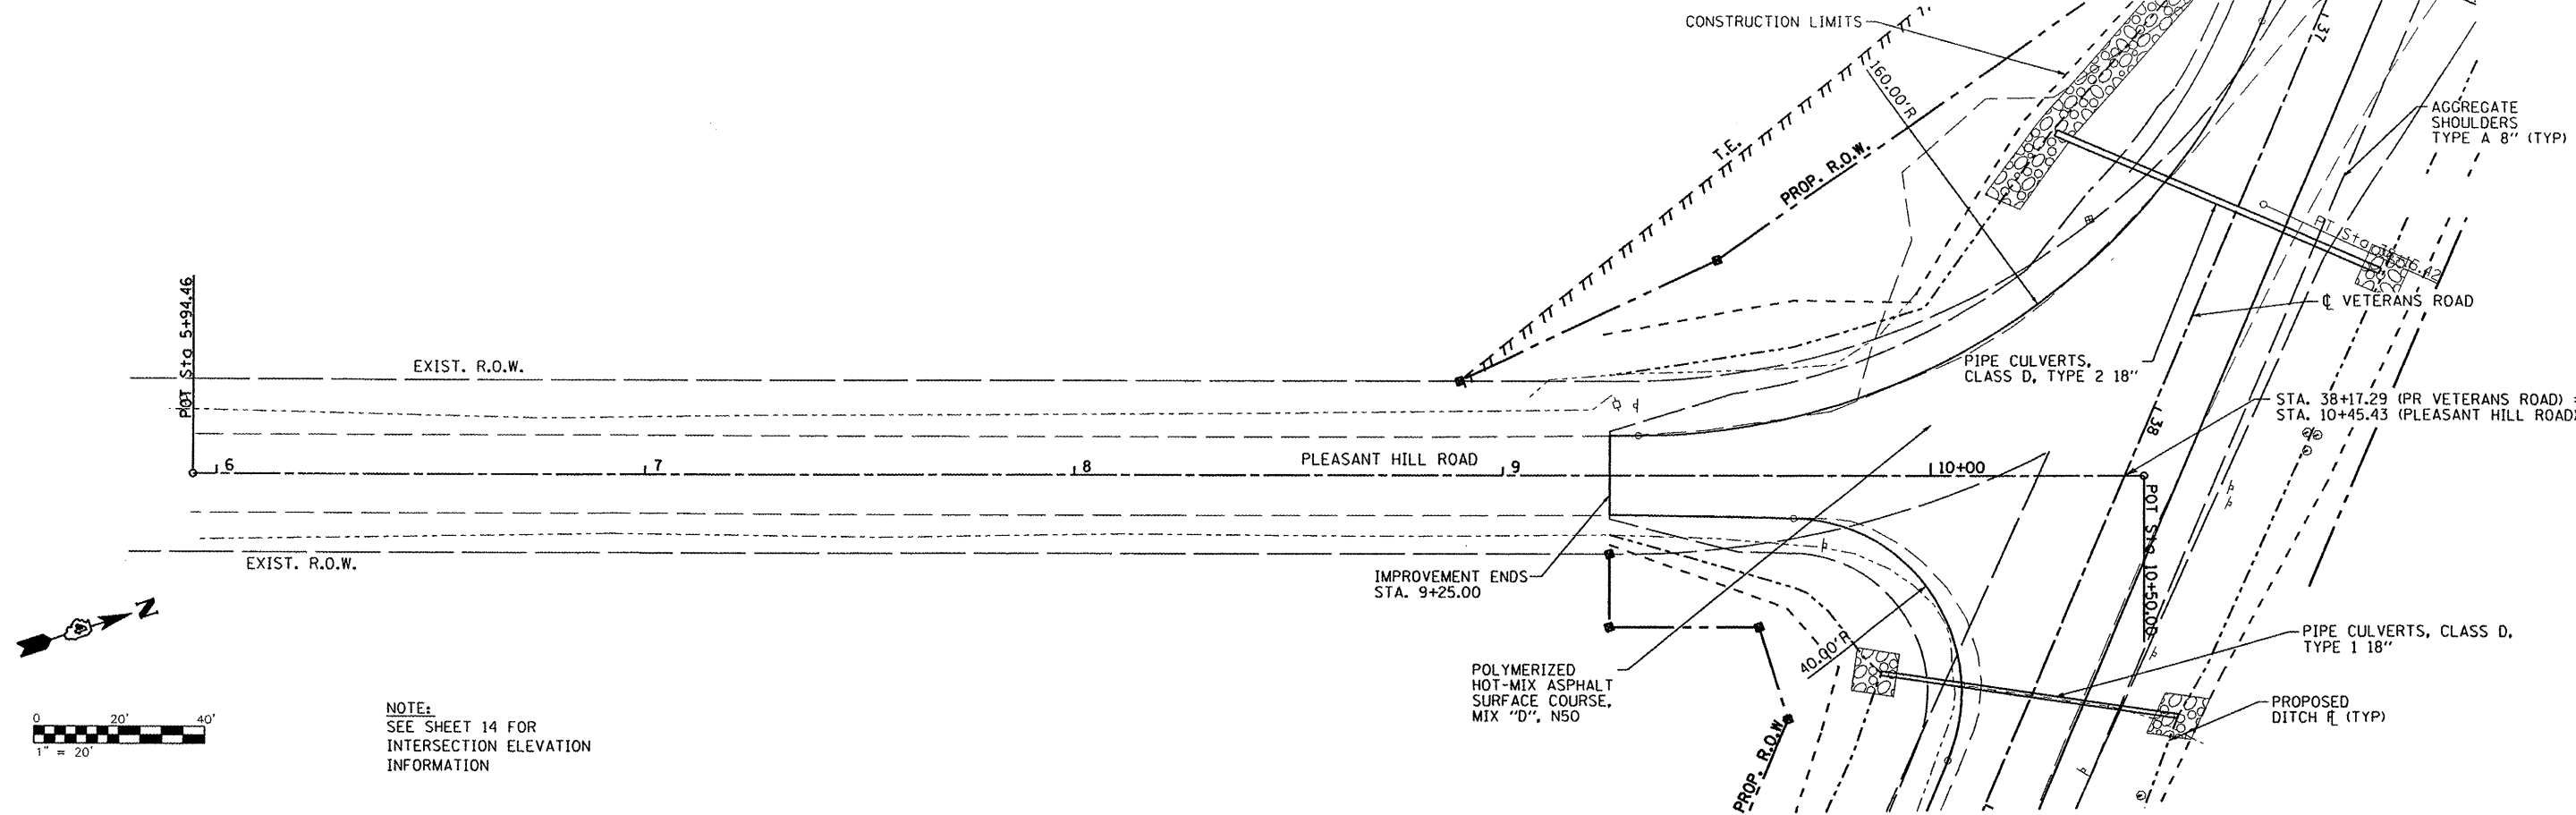 CONSTRUCTION LIMITS
137
160.00'R
AGGREGATE
SHOULDERS
TYPE A 8" (TYP)
T.E.
PROP. R.O.W.
PT Sta
POT Sta 5+94.46
℄ VETERANS ROAD
EXIST. R.O.W.
PIPE CULVERTS,
CLASS D, TYPE 2 18"
STA. 38+17.29 (PR VETERANS ROAD) =
STA. 10+45.43 (PLEASANT HILL ROAD)
138
6
7
8
PLEASANT HILL ROAD
9
10+00
POT Sta 10+50.00
EXIST. R.O.W.
IMPROVEMENT ENDS
STA. 9+25.00
N
PIPE CULVERTS, CLASS D,
TYPE 1 18"
40.00'R
POLYMERIZED
HOT-MIX ASPHALT
SURFACE COURSE,
MIX "D", N50
PROPOSED
DITCH ℄ (TYP)
PROP. R.O.W.
0 20' 40'
1" = 20'
NOTE:
SEE SHEET 14 FOR
INTERSECTION ELEVATION
INFORMATION